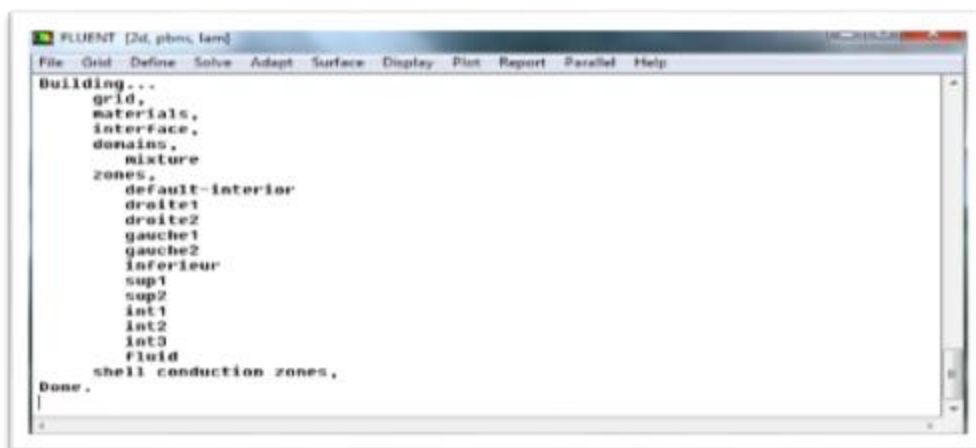 FLUENT [2d, pbns, lam]
File Grid Define Solve Adapt Surface Display Plot Report Parallel Help
Building...
grid,
materials,
interface,
domains,
mixture
zones,
default-interior
droite1
droite2
gauche1
gauche2
inferieur
sup1
sup2
int1
int2
int3
fluid
shell conduction zones,
Done.